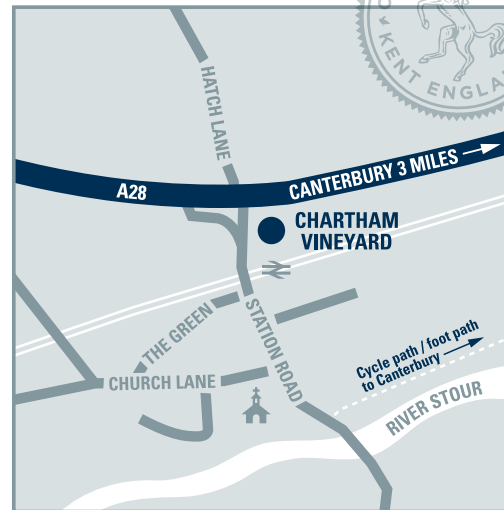 KENT ENGLA
HATCH LANE
A28
CANTERBURY 3 MILES
CHARTHAM
VINEYARD
THE GREEN
STATION ROAD
CHURCH LANE
Cycle path / foot path
to Canterbury
RIVER STOUR